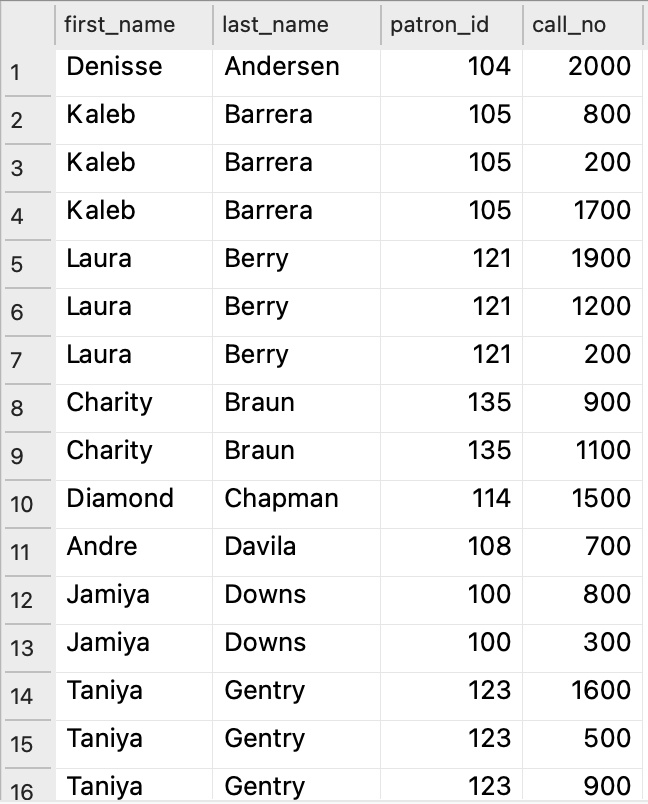 first_name last_name patron_id call_no
1 Denisse Andersen 104 2000
2 Kaleb Barrera 105 800
3 Kaleb Barrera 105 200
4 Kaleb Barrera 105 1700
5 Laura Berry 121 1900
6 Laura Berry 121 1200
7 Laura Berry 121 200
8 Charity Braun 135 900
9 Charity Braun 135 1100
10 Diamond Chapman 114 1500
11 Andre Davila 108 700
12 Jamiya Downs 100 800
13 Jamiya Downs 100 300
14 Taniya Gentry 123 1600
15 Taniya Gentry 123 500
16 Taniya Gentry 123 900